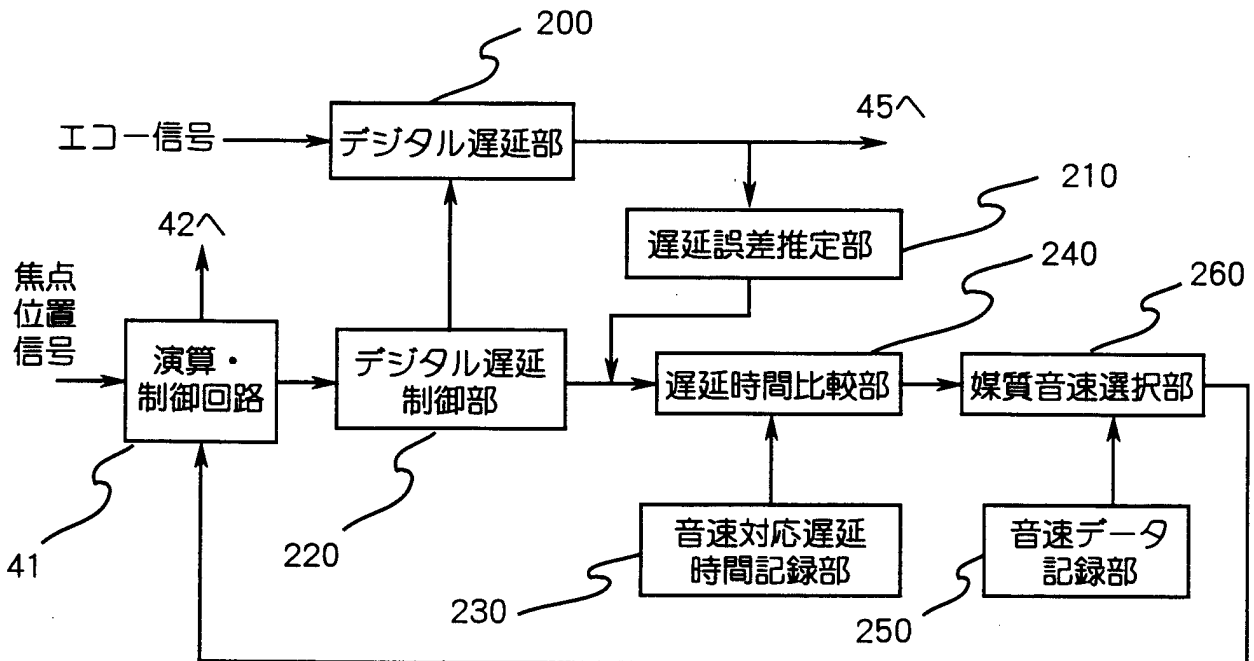 200
エコー信号
デジタル遅延部
45へ
210
42へ
遅延誤差推定部
240
焦点
位置
信号
260
演算・
制御回路
デジタル遅延
制御部
遅延時間比較部
媒質音速選択部
41
220
音速対応遅延
時間記録部
音速データ
記録部
230
250